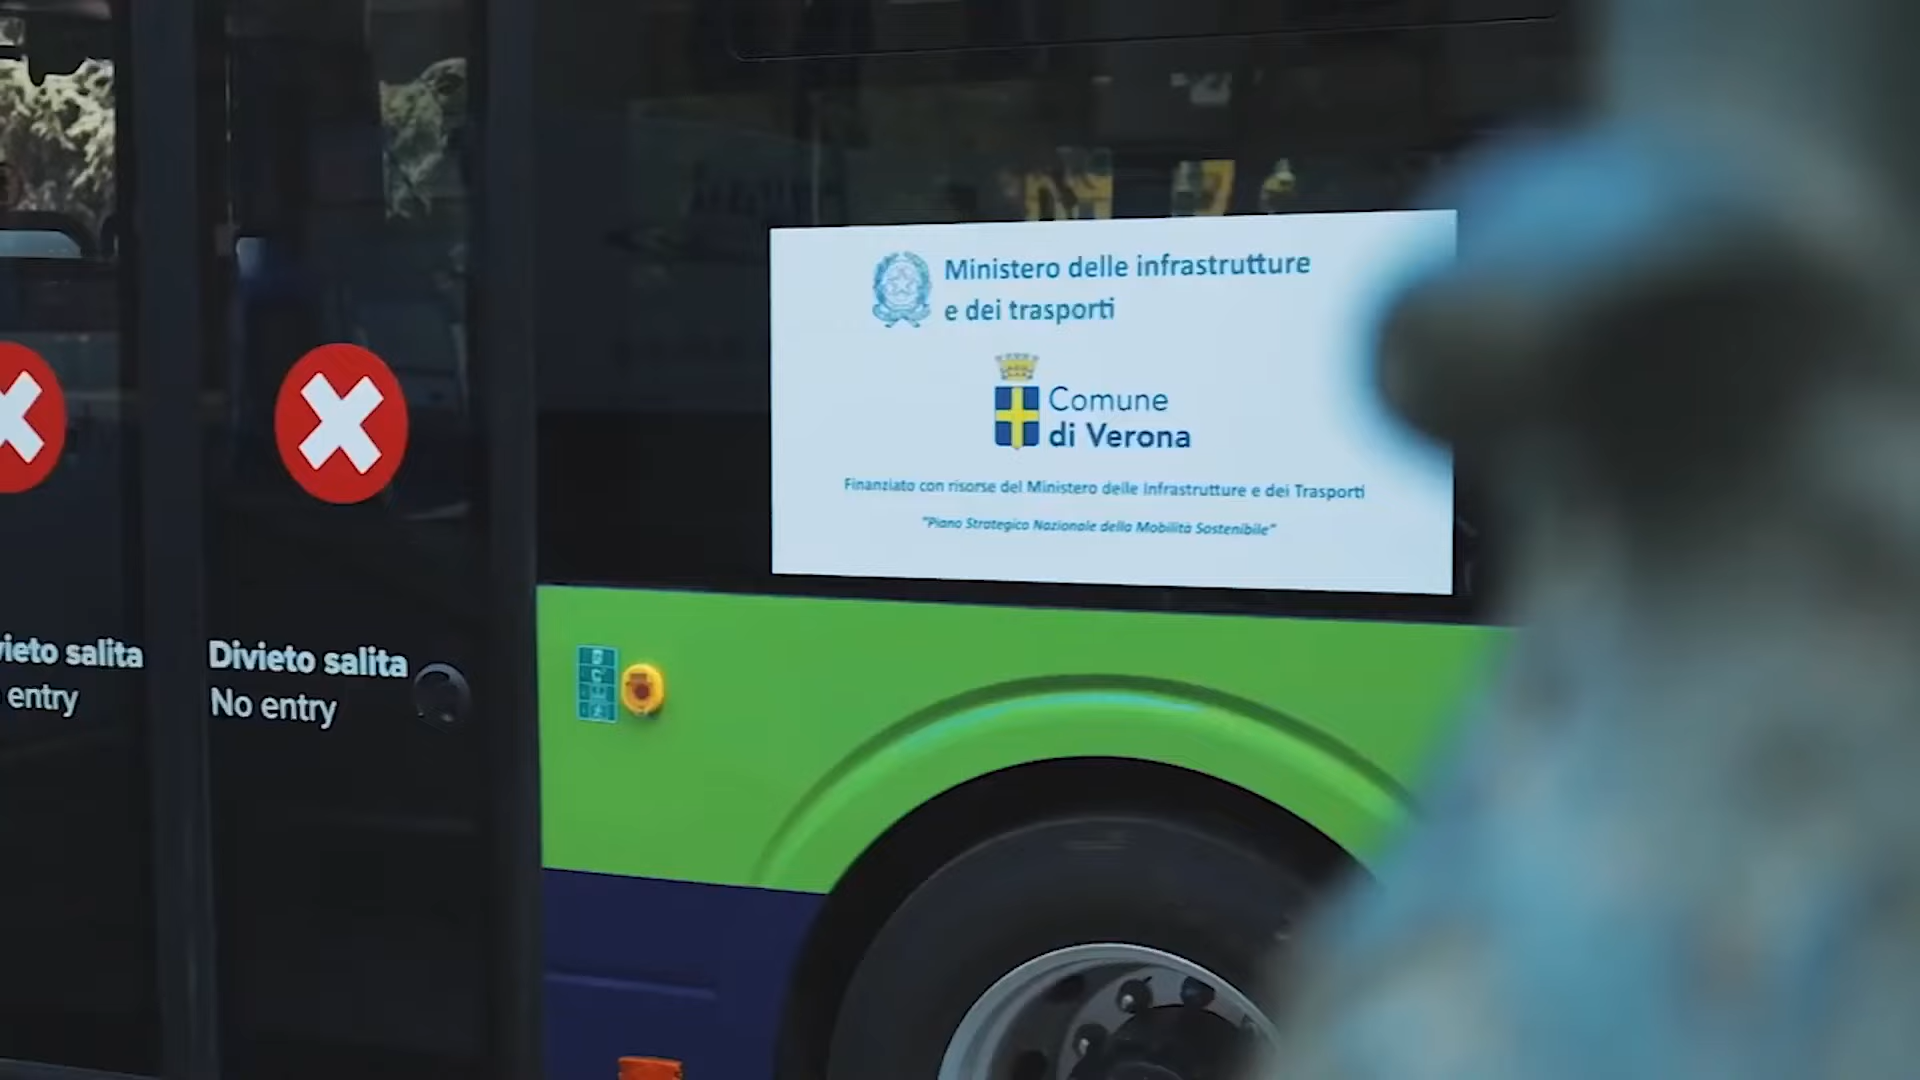 Ministero delle infrastrutture
e dei trasporti
Comune
di Verona
Finanziato con risorse del Ministero delle Infrastrutture e dei Trasporti
"Piano Strategico Nazionale della Mobilità Sostenibile"
vieto salita
entry
Divieto salita
No entry